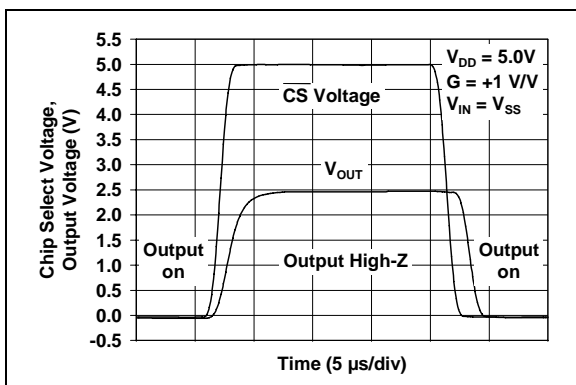 Chip Select Voltage,
Output Voltage (V)
5.5
5.0
4.5
4.0
3.5
3.0
2.5
2.0
1.5
1.0
0.5
0.0
-0.5
V_DD = 5.0V
G = +1 V/V
V_IN = V_SS
C̅S̅ Voltage
V_OUT
Output
on
Output High-Z
Output
on
Time (5 µs/div)